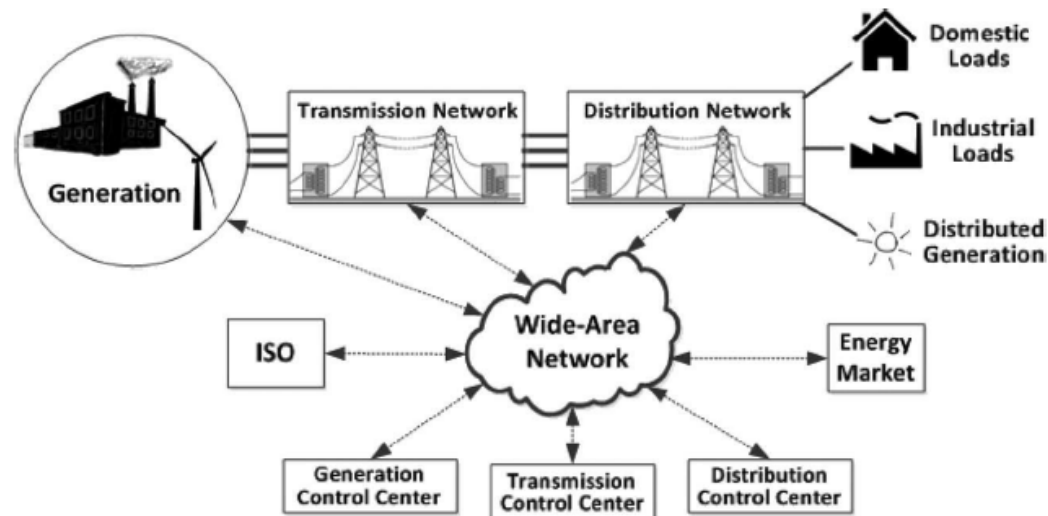 Generation
Transmission Network
Distribution Network
Domestic
Loads
Industrial
Loads
Distributed
Generation
Wide-Area
Network
ISO
Energy
Market
Generation
Control Center
Transmission
Control Center
Distribution
Control Center